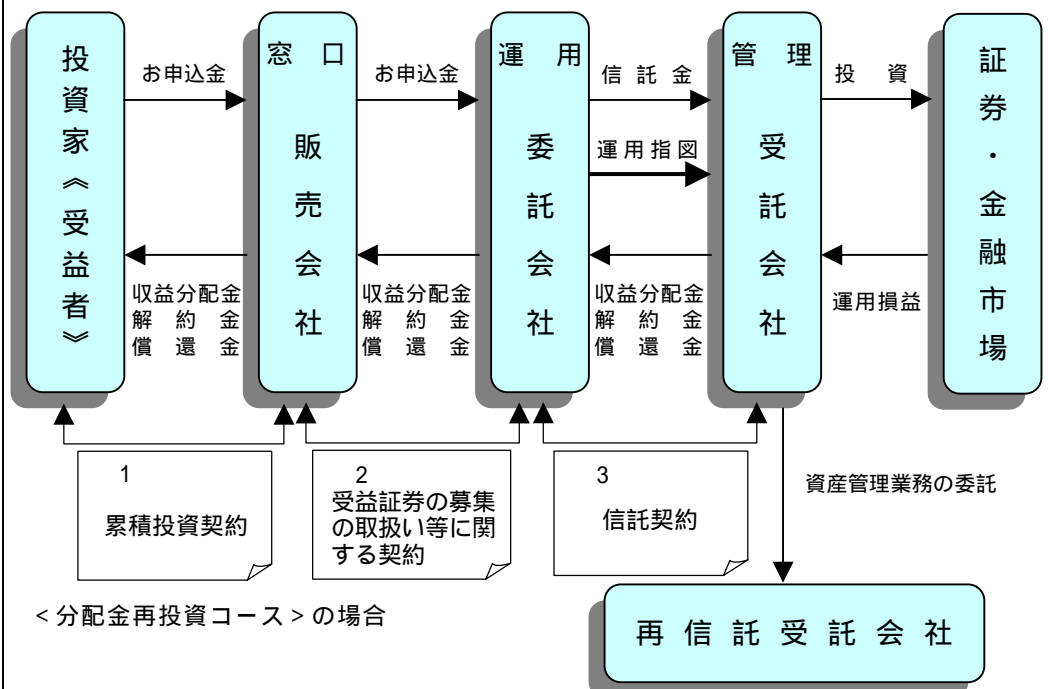 投資家《受益者》
お申込金
収益分配金
解約金
償還金
窓口
販売会社
お申込金
収益分配金
解約金
償還金
運用
委託会社
信託金
運用指図
収益分配金
解約金
償還金
管理
受託会社
投資
運用損益
証券・金融市場
1
累積投資契約
2
受益証券の募集
の取扱い等に関
する契約
3
信託契約
資産管理業務の委託
<分配金再投資コース>の場合
再信託受託会社